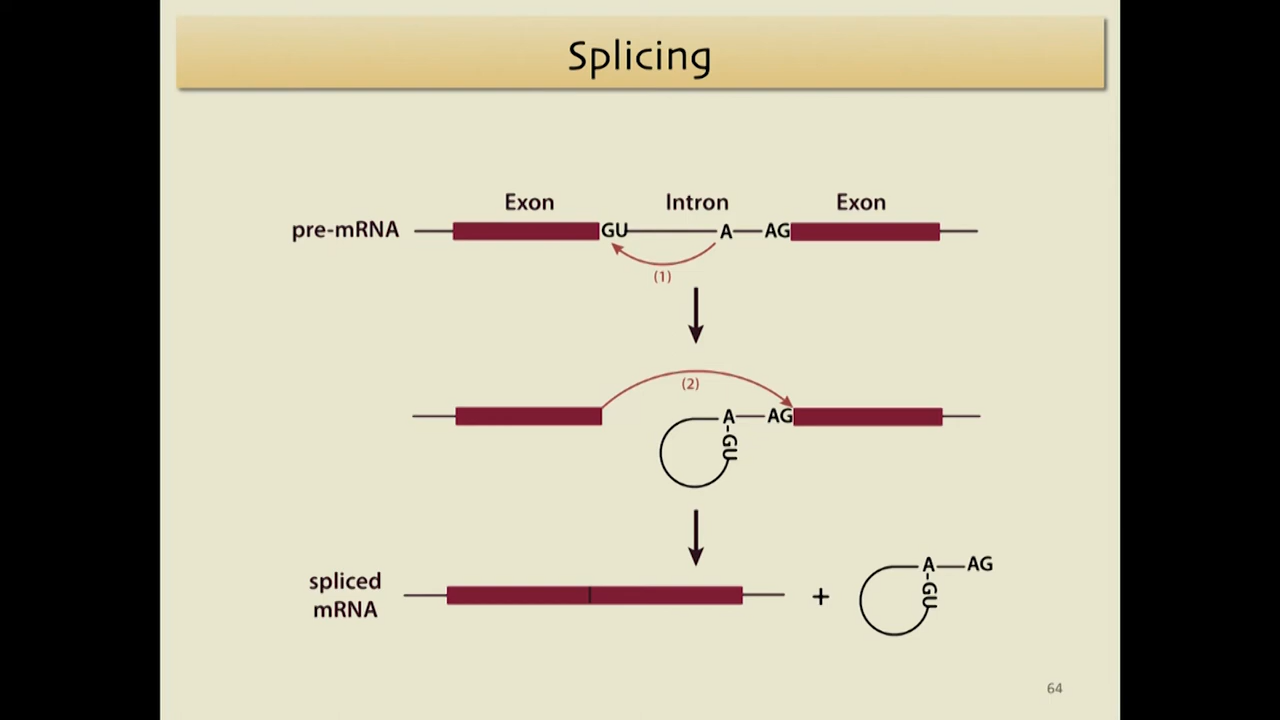 Splicing
Exon Intron Exon
pre-mRNA GU A AG
(1)
(2)
A AG
GU
spliced
mRNA
+
A AG
GU
64